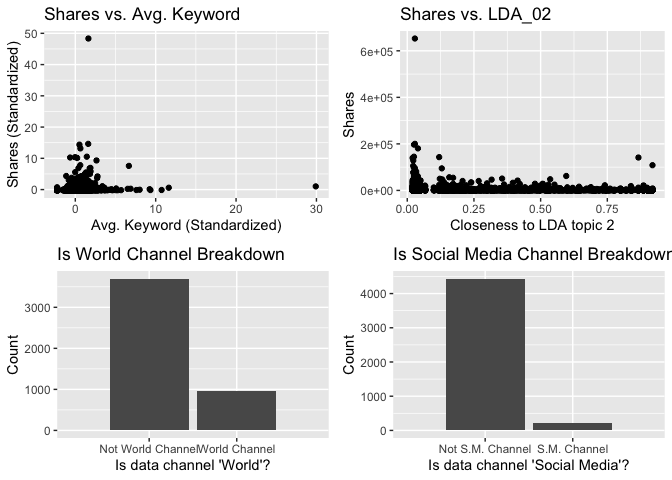 Shares vs. Avg. Keyword
Shares (Standardized)
50
40
30
20
10
0
0 10 20 30
Avg. Keyword (Standardized)
Shares vs. LDA_02
Shares
6e+05
4e+05
2e+05
0e+00
0.00 0.25 0.50 0.75
Closeness to LDA topic 2
Is World Channel Breakdown
Count
3000
2000
1000
0
Not World Channel World Channel
Is data channel 'World'?
Is Social Media Channel Breakdown
Count
4000
3000
2000
1000
0
Not S.M. Channel S.M. Channel
Is data channel 'Social Media'?